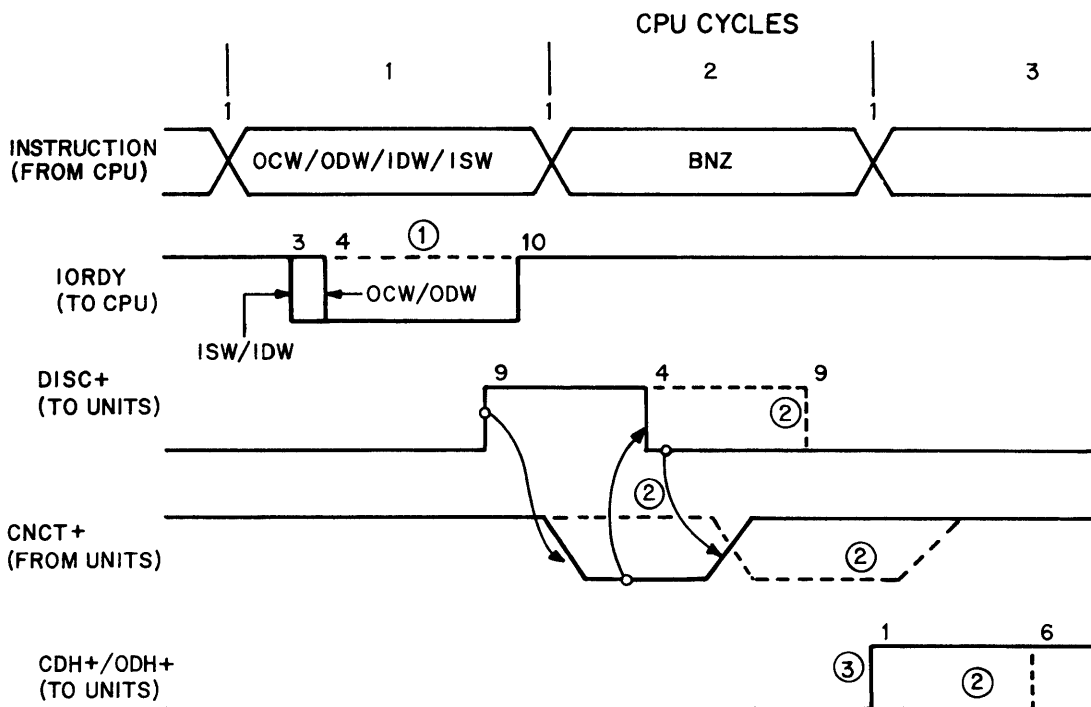 CPU CYCLES
1 2 3
1 1 1
INSTRUCTION
(FROM CPU)
OCW/ODW/IDW/ISW
BNZ
IORDY
(TO CPU)
3 4 ① 10
OCW/ODW
ISW/IDW
DISC+
(TO UNITS)
9 4 9
②
②
CNCT+
(FROM UNITS)
②
CDH+/ODH+
(TO UNITS)
1 6
③ ②